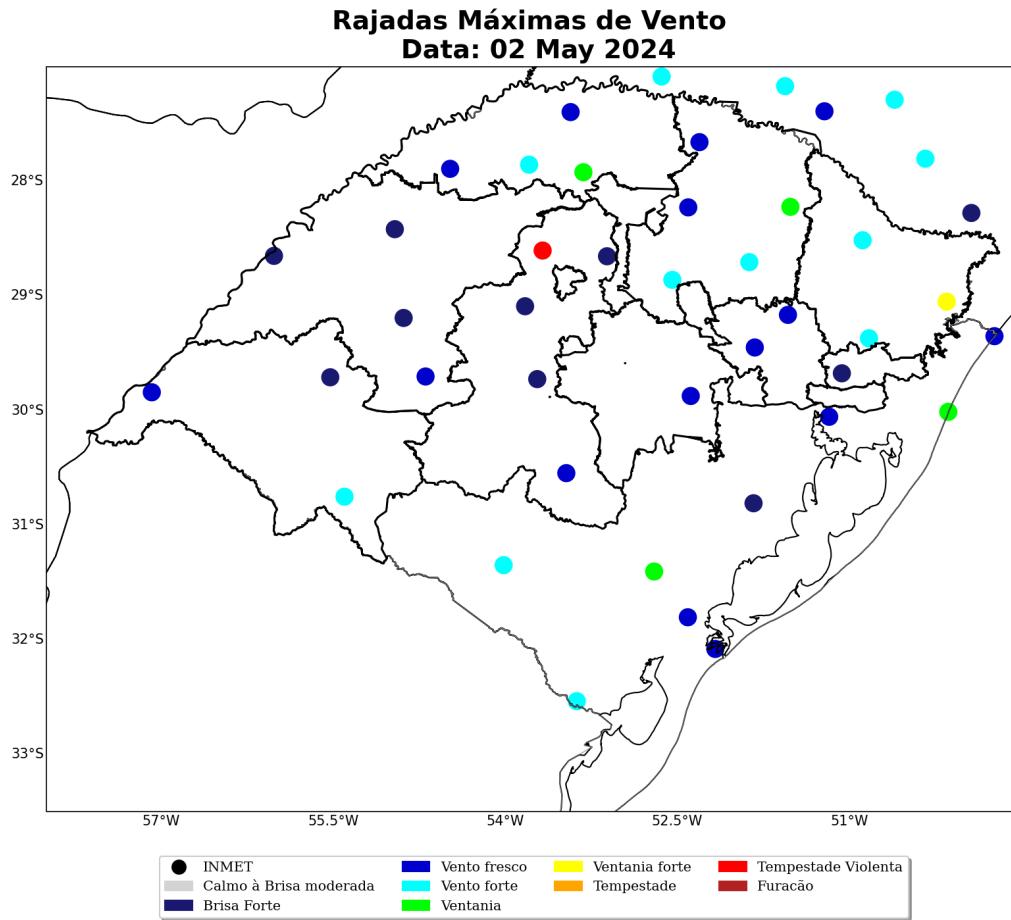 Rajadas Máximas de Vento
Data: 02 May 2024
28°S
29°S
30°S
31°S
32°S
33°S
57°W
55.5°W
54°W
52.5°W
51°W
INMET
Calmo à Brisa moderada
Brisa Forte
Vento fresco
Vento forte
Ventania
Ventania forte
Tempestade
Tempestade Violenta
Furacão